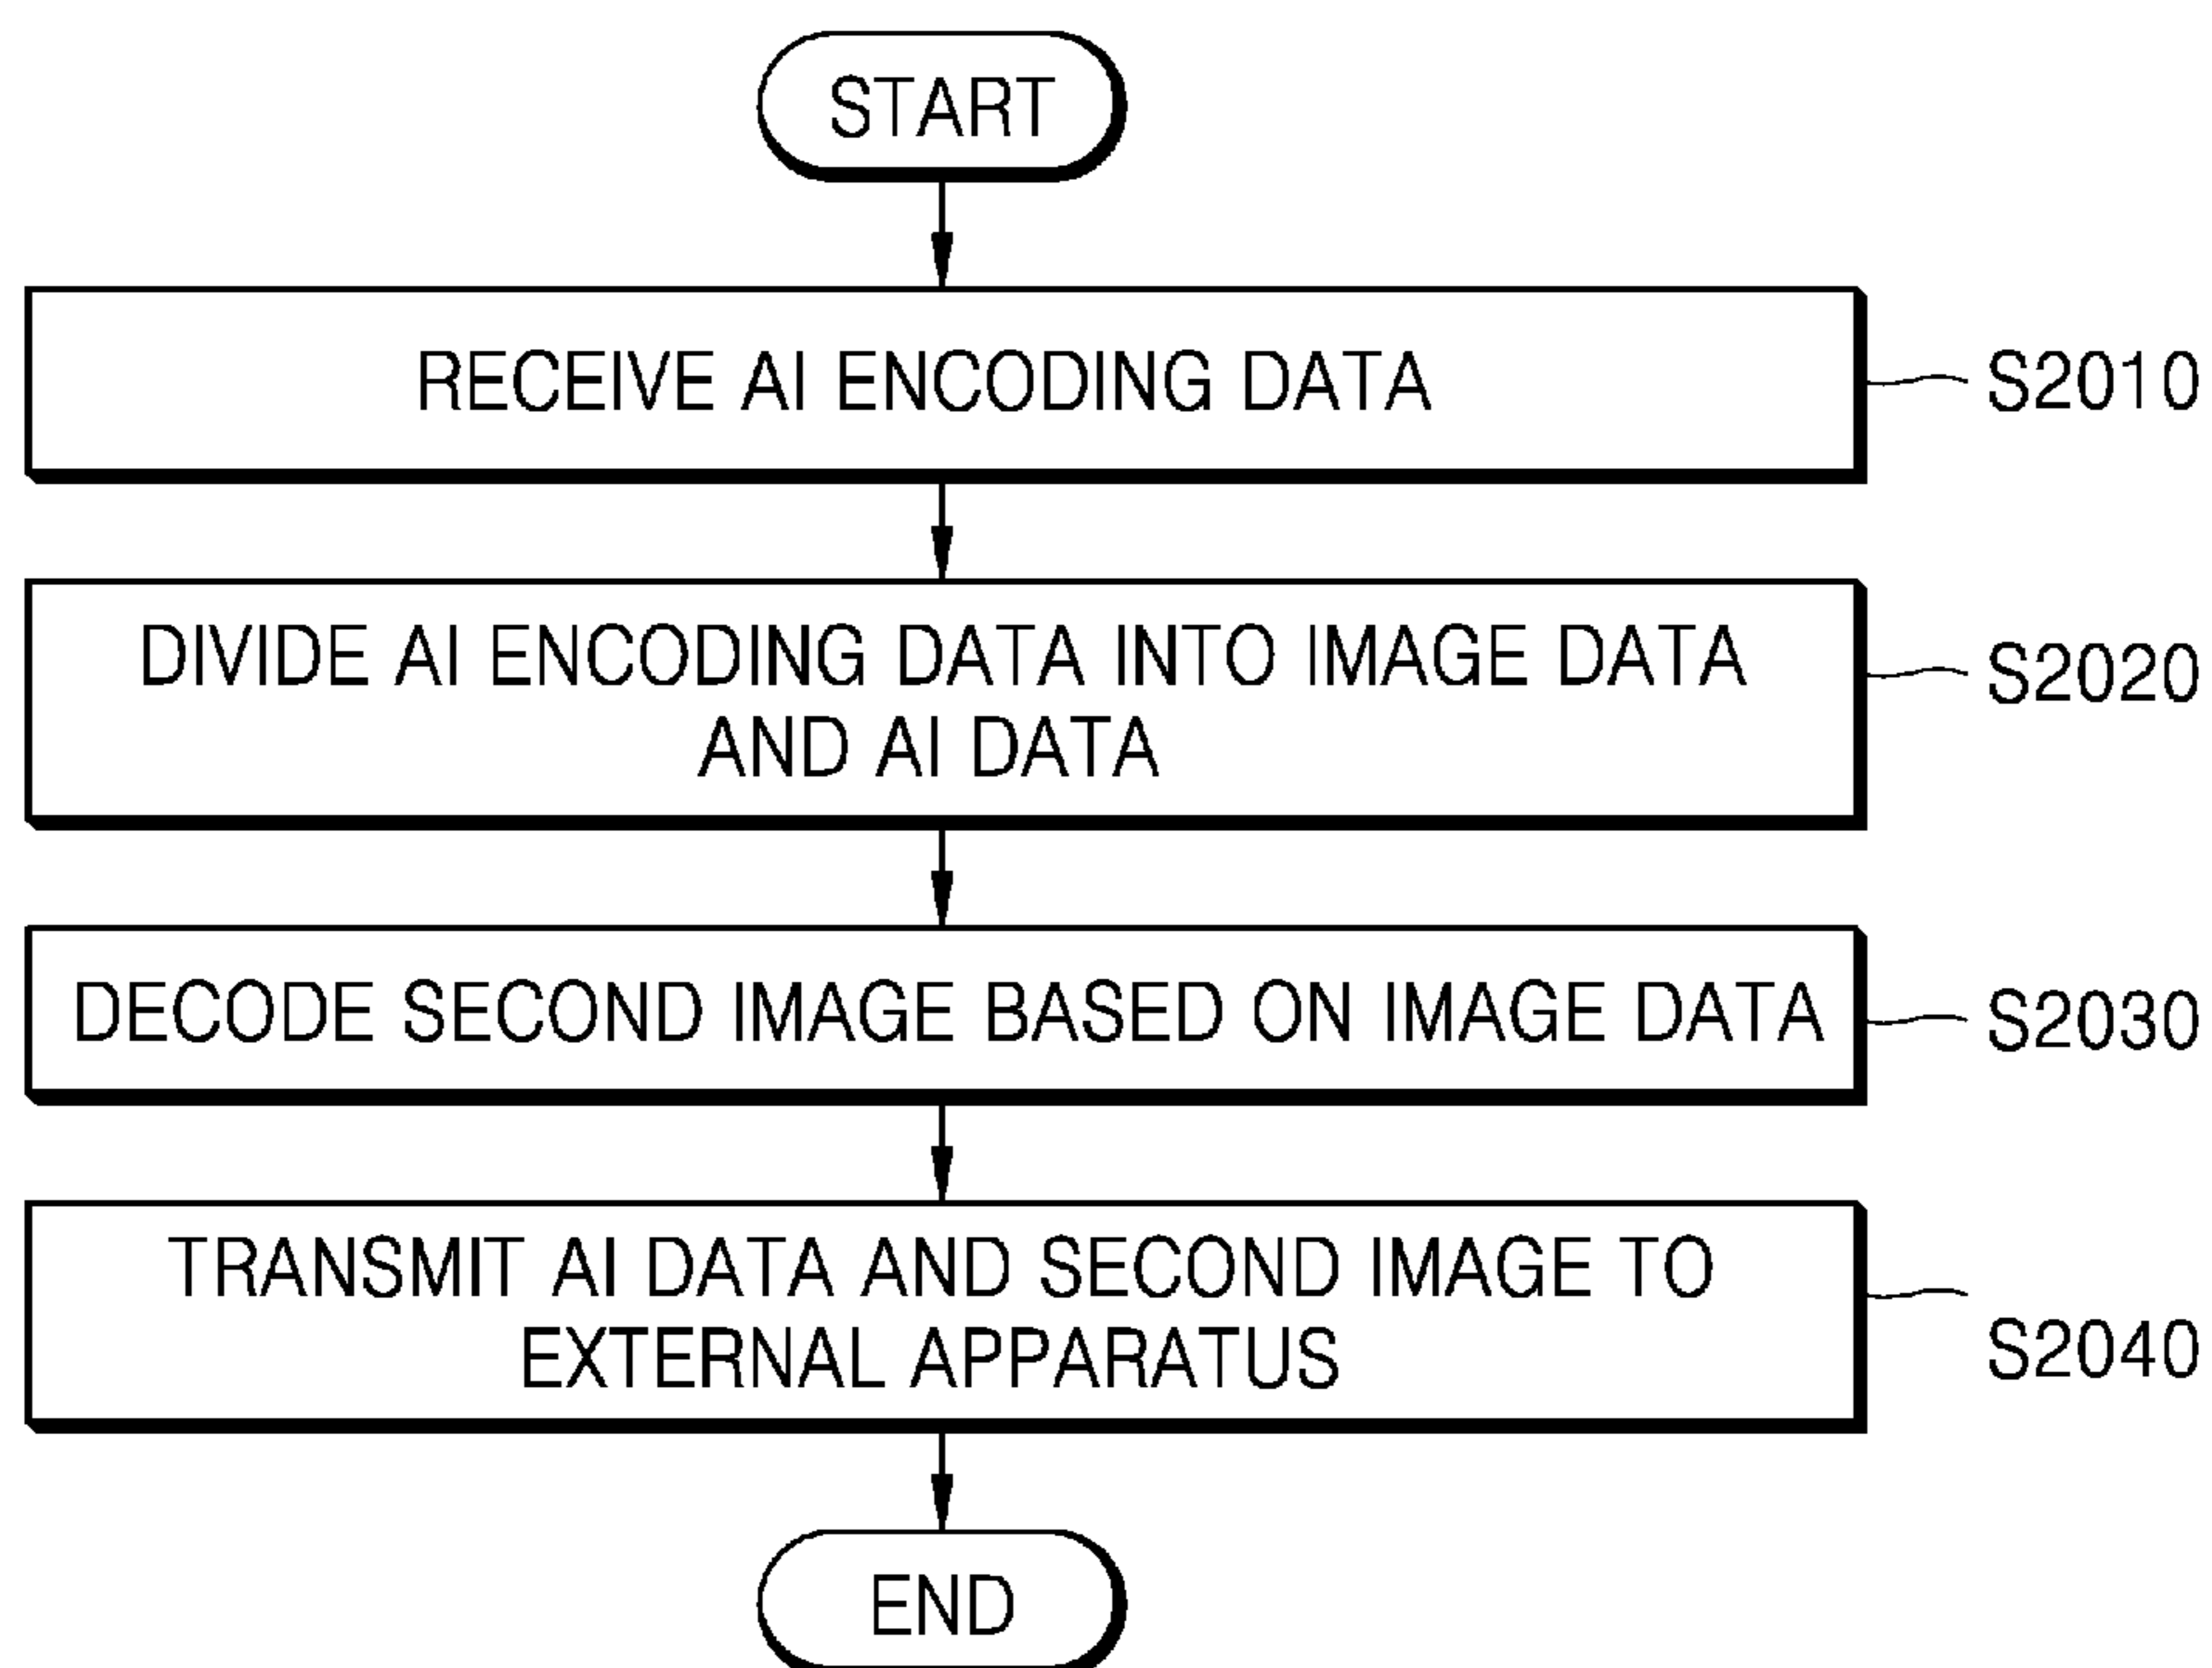 START
RECEIVE AI ENCODING DATA
S2010
DIVIDE AI ENCODING DATA INTO IMAGE DATA
AND AI DATA
S2020
DECODE SECOND IMAGE BASED ON IMAGE DATA
S2030
TRANSMIT AI DATA AND SECOND IMAGE TO
EXTERNAL APPARATUS
S2040
END